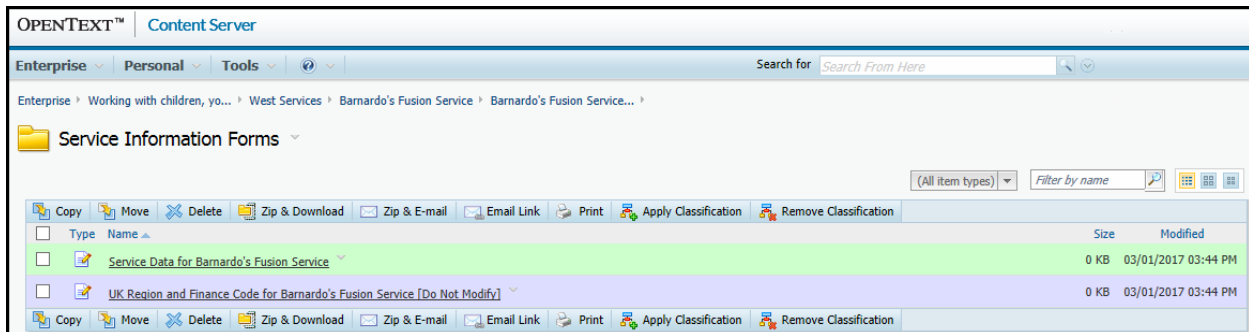 OPENTEXT™ Content Server
Enterprise Personal Tools Search for Search From Here
Enterprise Working with children, yo... West Services Barnardo's Fusion Service Barnardo's Fusion Service...
Service Information Forms
(All item types) Filter by name
Copy Move Delete Zip & Download Zip & E-mail Email Link Print Apply Classification Remove Classification
Type Name Size Modified
Service Data for Barnardo's Fusion Service 0 KB 03/01/2017 03:44 PM
UK Region and Finance Code for Barnardo's Fusion Service [Do Not Modify] 0 KB 03/01/2017 03:44 PM
Copy Move Delete Zip & Download Zip & E-mail Email Link Print Apply Classification Remove Classification